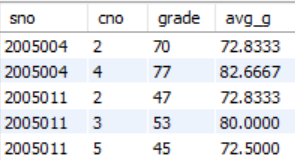 sno cno grade avg_g
2005004 2 70 72.8333
2005004 4 77 82.6667
2005011 2 47 72.8333
2005011 3 53 80.0000
2005011 5 45 72.5000